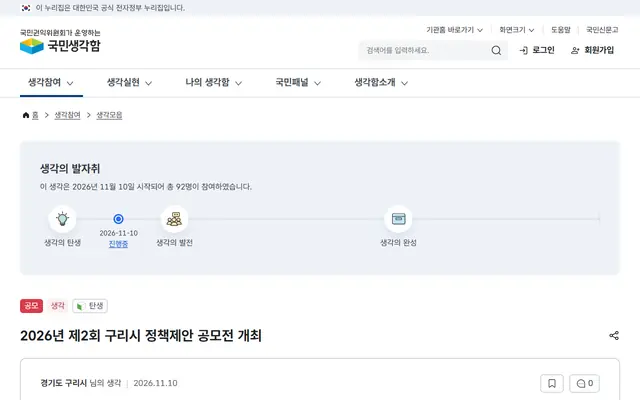 이 누리집은 대한민국 공식 전자정부 누리집입니다.
기관홈 바로가기 화면크기 도움말 국민신문고
국민권익위원회가 운영하는
국민생각함
검색어를 입력하세요. 로그인 회원가입
생각참여 생각실현 나의 생각함 국민패널 생각함소개
홈 생각참여 생각모음
생각의 발자취
이 생각은 2026년 11월 10일 시작되어 총 92명이 참여하였습니다.
생각의 탄생 2026-11-10 진행중 생각의 발전 생각의 완성
공모 생각 탄생
2026년 제2회 구리시 정책제안 공모전 개최
경기도 구리시 님의 생각 2026.11.10 0